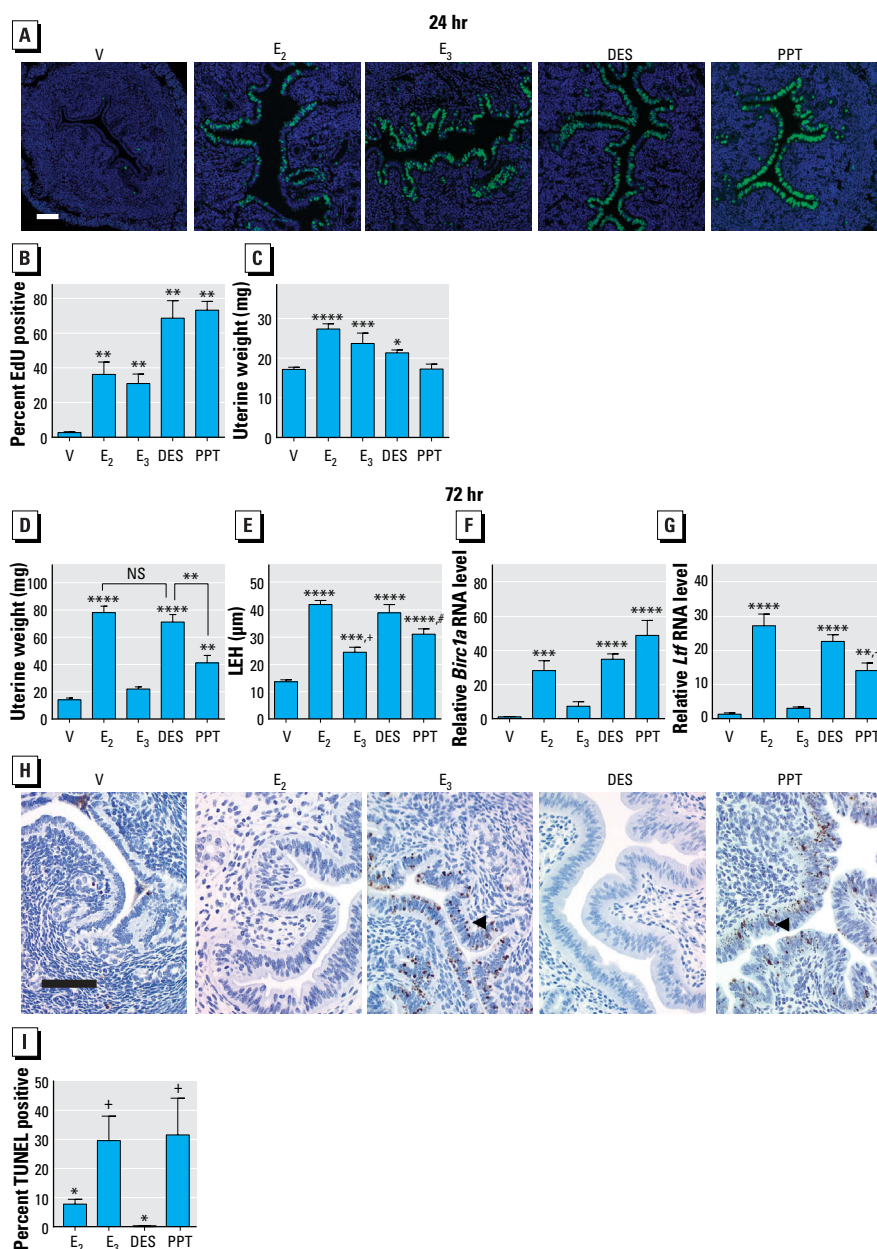 24 hr
A
V E₂ E₃ DES PPT
B
Percent EdU positive
80
60
40
20
0
** ** ** **
V E₂ E₃ DES PPT
C
Uterine weight (mg)
30
20
10
0
**** *** *
V E₂ E₃ DES PPT
72 hr
D
Uterine weight (mg)
100
80
60
40
20
0
NS **
**** **** **
V E₂ E₃ DES PPT
E
LEH (μm)
50
40
30
20
10
0
**** ***,+ **** ****,#
V E₂ E₃ DES PPT
F
Relative Birc1a RNA level
80
60
40
20
0
*** **** ****
V E₂ E₃ DES PPT
G
Relative Ltf RNA level
40
30
20
10
0
**** **** **,
V E₂ E₃ DES PPT
H
V E₂ E₃ DES PPT
I
Percent TUNEL positive
50
40
30
20
10
0
* + * +
E₂ E₃ DES PPT